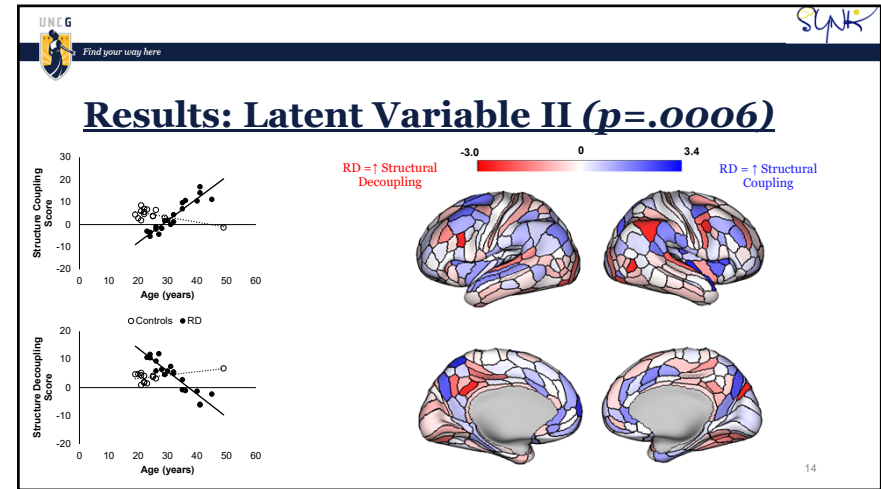 UNCG
SYNK
Find your way here
Results: Latent Variable II (p=.0006)
Structure Coupling
Score
30
20
10
0
-10
-20
0 10 20 30 40 50 60
Age (years)
Controls RD
Structure Decoupling
Score
20
10
0
-10
-20
0 10 20 30 40 50 60
Age (years)
RD =↑ Structural
Decoupling
-3.0 0 3.4
RD = ↑ Structural
Coupling
14